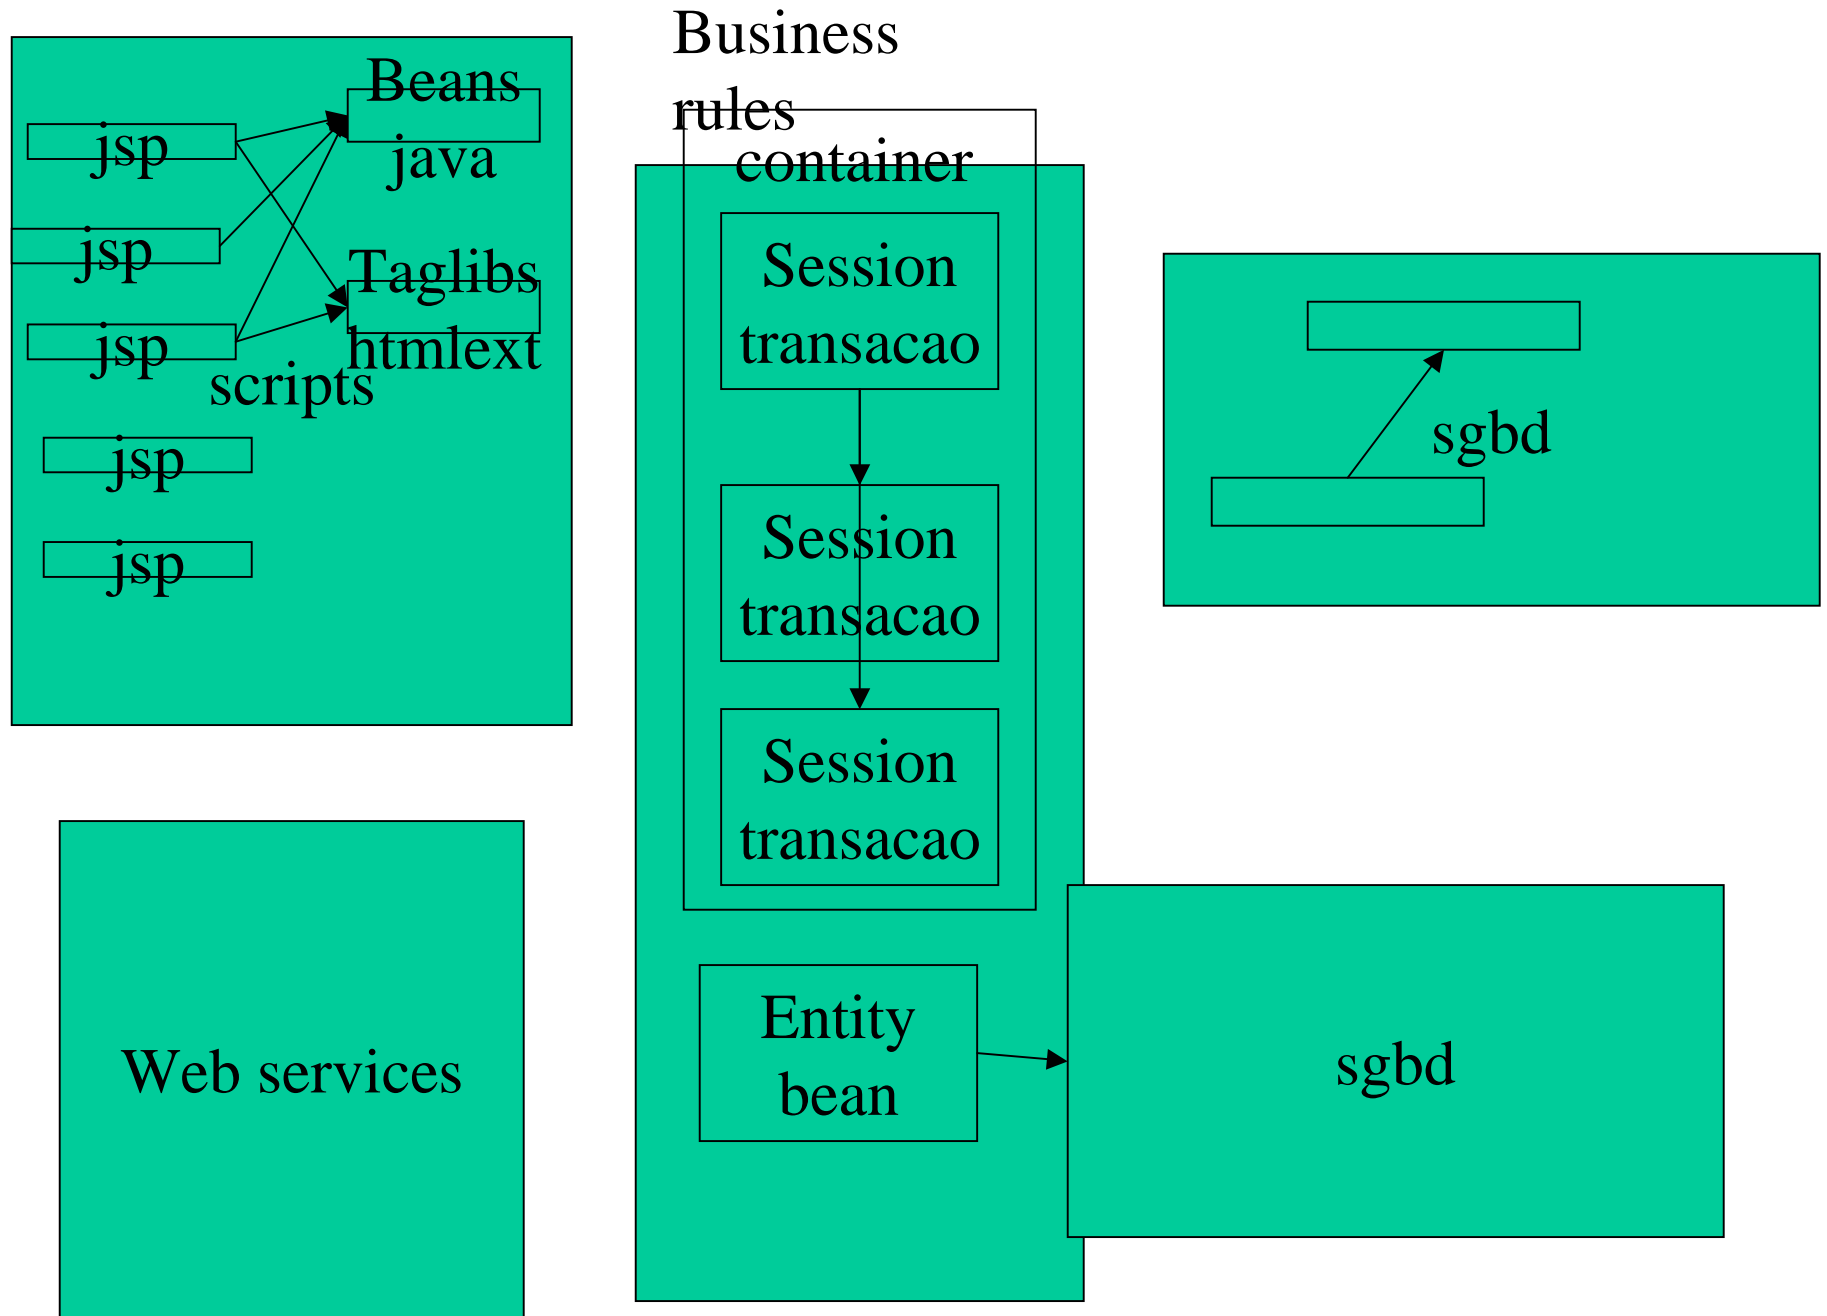 Beans
java
jsp
jsp
Taglibs
htmlext
jsp
scripts
jsp
jsp
Web services
Business
rules
container
Session
transacao
Session
transacao
Session
transacao
Entity
bean
sgbd
sgbd